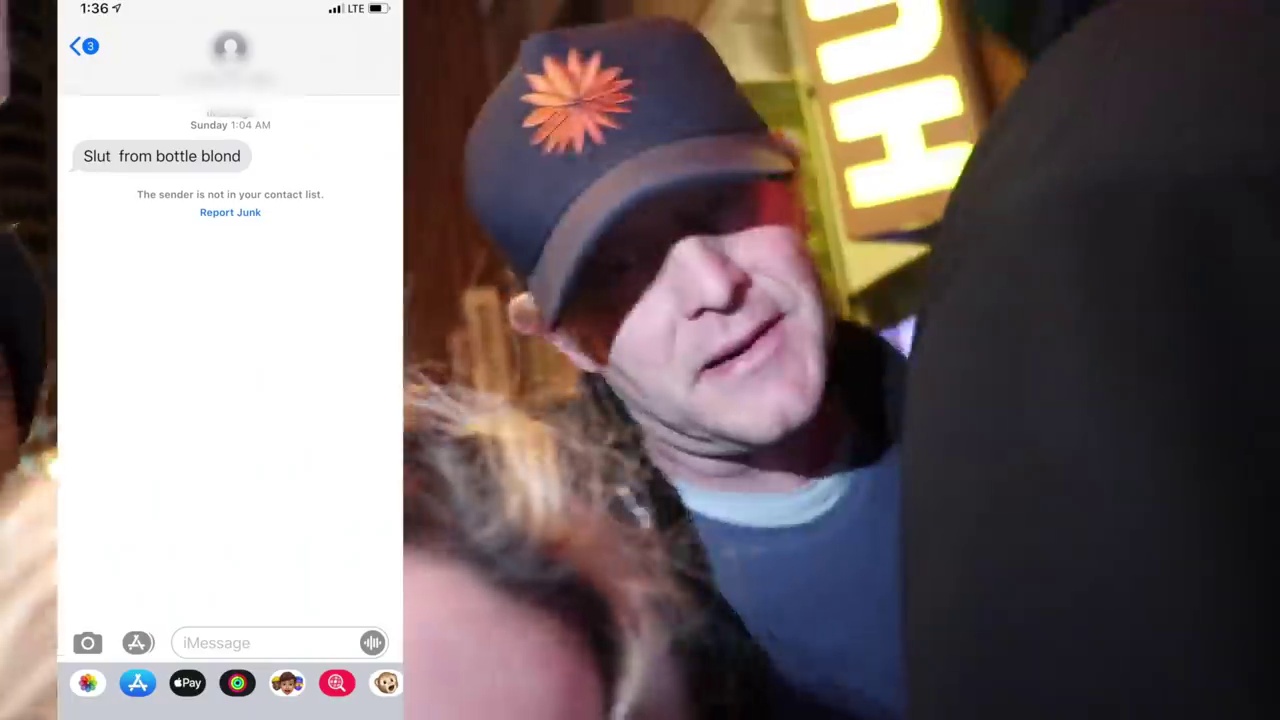 1:36
LTE
3
Sunday 1:04 AM
Slut from bottle blond
The sender is not in your contact list.
Report Junk
iMessage
Pay
HU